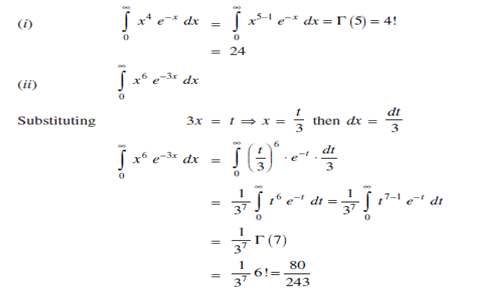 (i) ∫₀^∞ x⁴ e⁻ˣ dx = ∫₀^∞ x⁵⁻¹ e⁻ˣ dx = Γ (5) = 4!
= 24
(ii) ∫₀^∞ x⁶ e⁻³ˣ dx
Substituting 3x = t ⇒ x = t/3 then dx = dt/3
∫₀^∞ x⁶ e⁻³ˣ dx = ∫₀^∞ (t/3)⁶ · e⁻ᵗ · dt/3
= 1/3⁷ ∫₀^∞ t⁶ e⁻ᵗ dt = 1/3⁷ ∫₀^∞ t⁷⁻¹ e⁻ᵗ dt
= 1/3⁷ Γ (7)
= 1/3⁷ 6! = 80/243